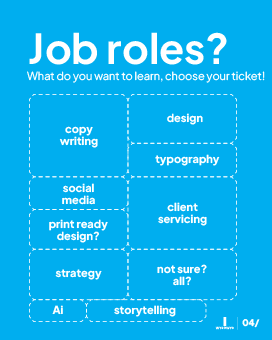 Job roles?
What do you want to learn, choose your ticket!
copy
writing
design
typography
social
media
client
servicing
print ready
design?
strategy
not sure?
all?
AI
storytelling
04/